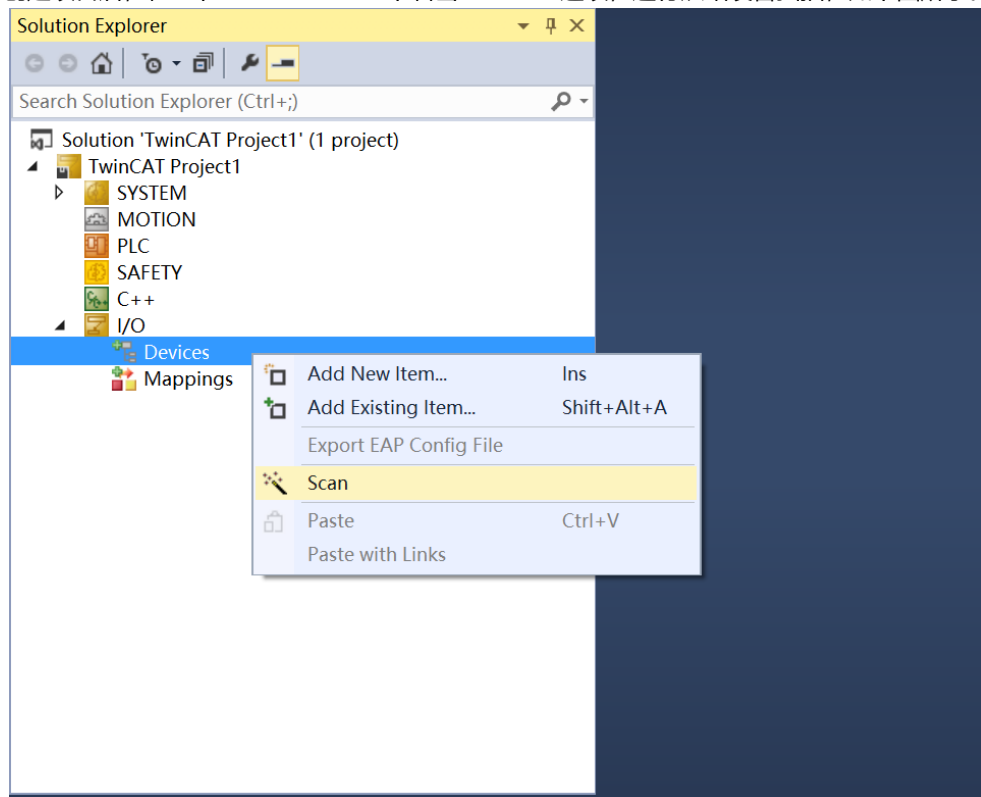 Solution Explorer
Search Solution Explorer (Ctrl+;)
Solution 'TwinCAT Project1' (1 project)
TwinCAT Project1
SYSTEM
MOTION
PLC
SAFETY
C++
I/O
Devices
Mappings
Add New Item... Ins
Add Existing Item... Shift+Alt+A
Export EAP Config File
Scan
Paste Ctrl+V
Paste with Links